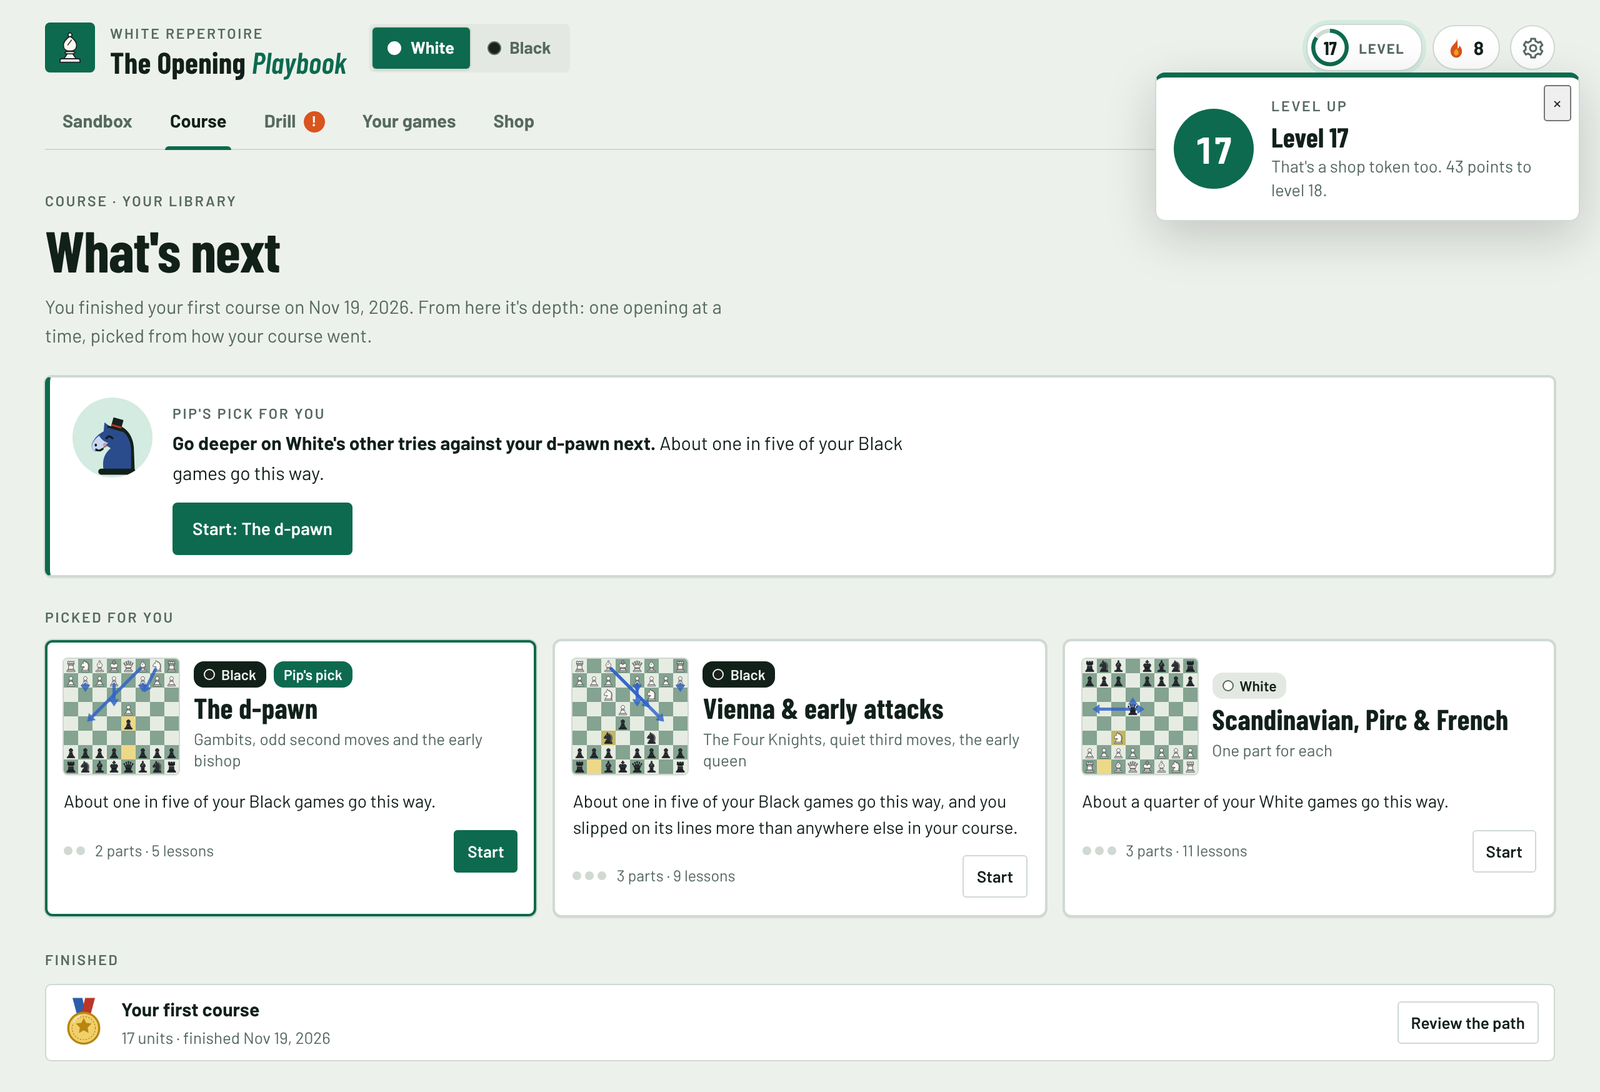 WHITE REPERTOIRE
The Opening Playbook
White
Black
17
LEVEL
8
Sandbox
Course
Drill !
Your games
Shop
LEVEL UP
×
17
Level 17
That's a shop token too. 43 points to
level 18.
COURSE · YOUR LIBRARY
What's next
You finished your first course on Nov 19, 2026. From here it's depth: one opening at a
time, picked from how your course went.
PIP'S PICK FOR YOU
Go deeper on White's other tries against your d-pawn next. About one in five of your Black
games go this way.
Start: The d-pawn
PICKED FOR YOU
Black
Pip's pick
The d-pawn
Gambits, odd second moves and the early
bishop
About one in five of your Black games go this way.
2 parts · 5 lessons
Start
Black
Vienna & early attacks
The Four Knights, quiet third moves, the early
queen
About one in five of your Black games go this way, and you
slipped on its lines more than anywhere else in your course.
3 parts · 9 lessons
Start
White
Scandinavian, Pirc & French
One part for each
About a quarter of your White games go this way.
3 parts · 11 lessons
Start
FINISHED
Your first course
17 units · finished Nov 19, 2026
Review the path